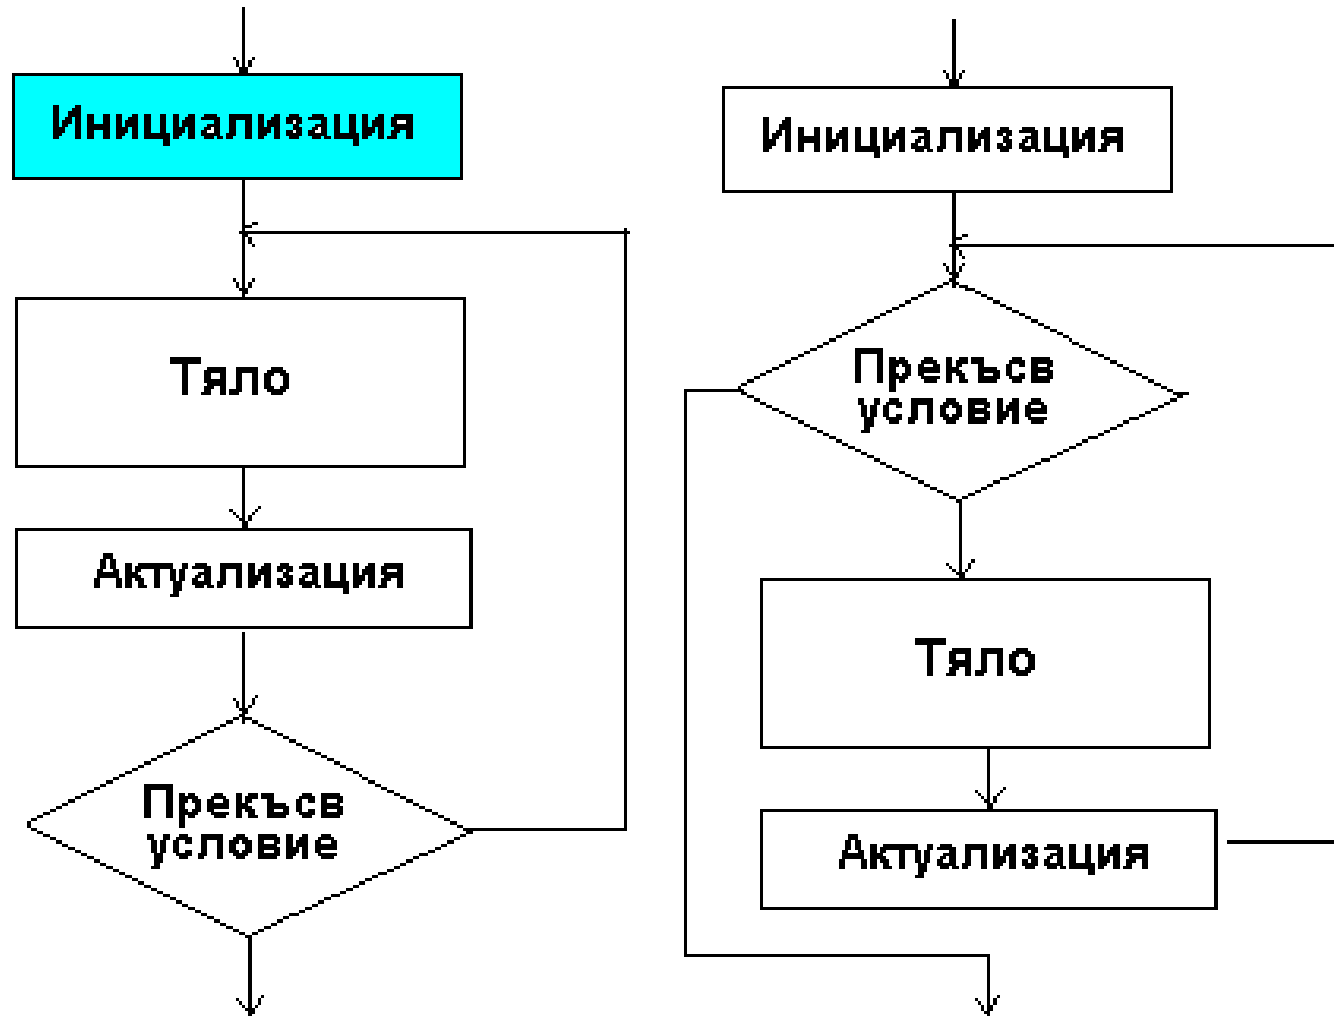 Инициализация
Тяло
Актуализация
Прекъсв
условие
Инициализация
Прекъсв
условие
Тяло
Актуализация